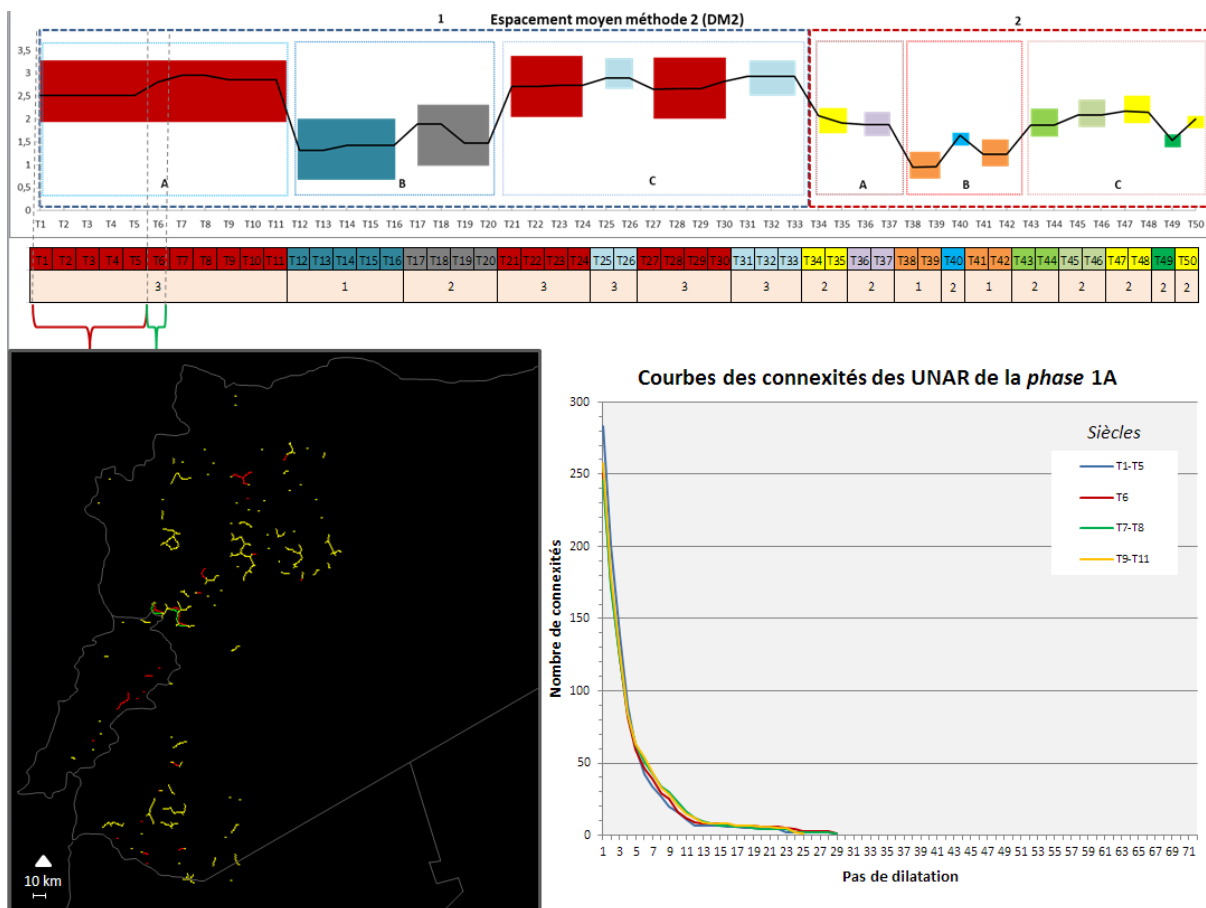 1 Espacement moyen méthode 2 (DM2) 2
3,5
3
2,5
2
1,5
1
0,5
0
A B C A B C
T1 T2 T3 T4 T5 T6 T7 T8 T9 T10 T11 T12 T13 T14 T15 T16 T17 T18 T19 T20 T21 T22 T23 T24 T25 T26 T27 T28 T29 T30 T31 T32 T33 T34 T35 T36 T37 T38 T39 T40 T41 T42 T43 T44 T45 T46 T47 T48 T49 T50
T1 T2 T3 T4 T5 T6 T7 T8 T9 T10 T11 T12 T13 T14 T15 T16 T17 T18 T19 T20 T21 T22 T23 T24 T25 T26 T27 T28 T29 T30 T31 T32 T33 T34 T35 T36 T37 T38 T39 T40 T41 T42 T43 T44 T45 T46 T47 T48 T49 T50
3 1 2 3 3 3 3 2 2 1 2 1 2 2 2 2 2
10 km
Courbes des connexités des UNAR de la phase 1A
Nombre de connexités
300
250
200
150
100
50
0
Siècles
T1-T5
T6
T7-T8
T9-T11
1 3 5 7 9 11 13 15 17 19 21 23 25 27 29 31 33 35 37 39 41 43 45 47 49 51 53 55 57 59 61 63 65 67 69 71
Pas de dilatation